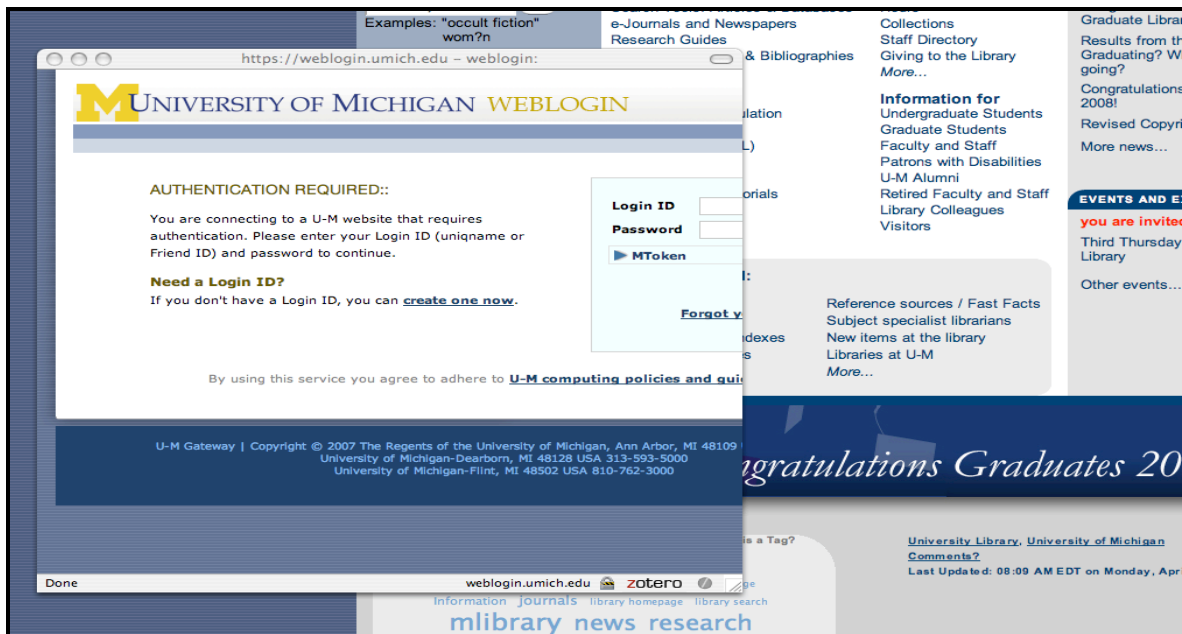 Examples: "occult fiction"
wom?n
e-Journals and Newspapers
Research Guides
& Bibliographies
Collections
Staff Directory
Giving to the Library
More...
Information for
Undergraduate Students
Graduate Students
Faculty and Staff
Patrons with Disabilities
U-M Alumni
Retired Faculty and Staff
Library Colleagues
Visitors
Graduate Librar
Results from th
Graduating? W
going?
Congratulations
2008!
Revised Copyri
More news...
EVENTS AND E
you are invited
Third Thursday
Library
Other events...
https://weblogin.umich.edu – weblogin:
M UNIVERSITY OF MICHIGAN WEBLOGIN
AUTHENTICATION REQUIRED::
You are connecting to a U-M website that requires
authentication. Please enter your Login ID (uniqname or
Friend ID) and password to continue.
Need a Login ID?
If you don't have a Login ID, you can create one now.
Login ID
Password
MToken
Forgot y
By using this service you agree to adhere to U-M computing policies and gui
U-M Gateway | Copyright © 2007 The Regents of the University of Michigan, Ann Arbor, MI 48109
University of Michigan-Dearborn, MI 48128 USA 313-593-5000
University of Michigan-Flint, MI 48502 USA 810-762-3000
Done
weblogin.umich.edu
zotero
ulation
L)
orials
l:
ndexes
es
Reference sources / Fast Facts
Subject specialist librarians
New items at the library
Libraries at U-M
More...
ngratulations Graduates 20
is a Tag?
ge
Information journals library homepage library search
mlibrary news research
University Library, University of Michigan
Comments?
Last Updated: 08:09 AM EDT on Monday, Apr